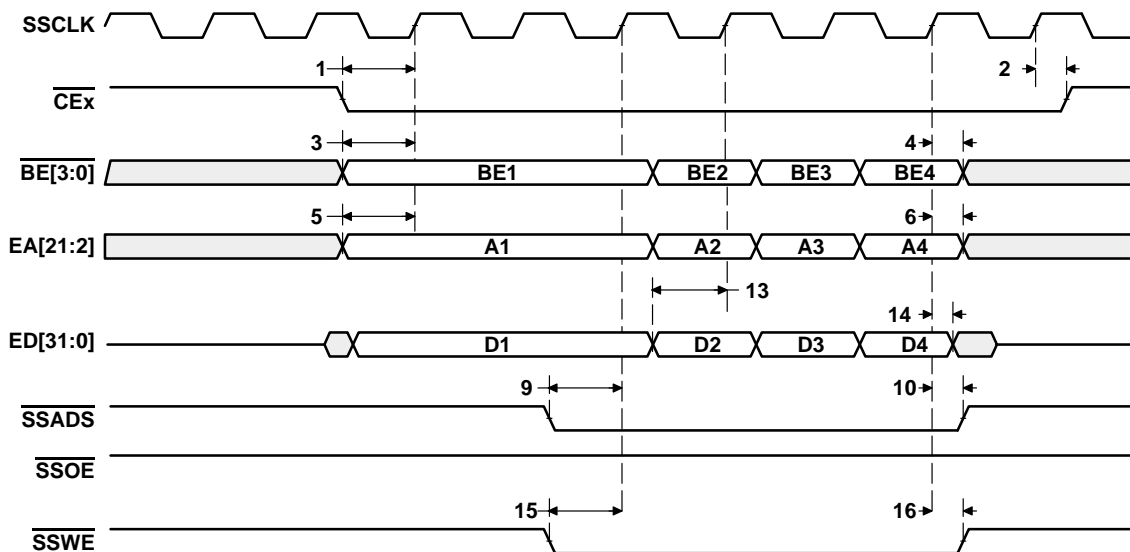 SSCLK
1
2
CEx
3
4
BE[3:0]
BE1
BE2
BE3
BE4
5
6
EA[21:2]
A1
A2
A3
A4
13
14
ED[31:0]
D1
D2
D3
D4
9
10
SSADS
SSOE
15
16
SSWE